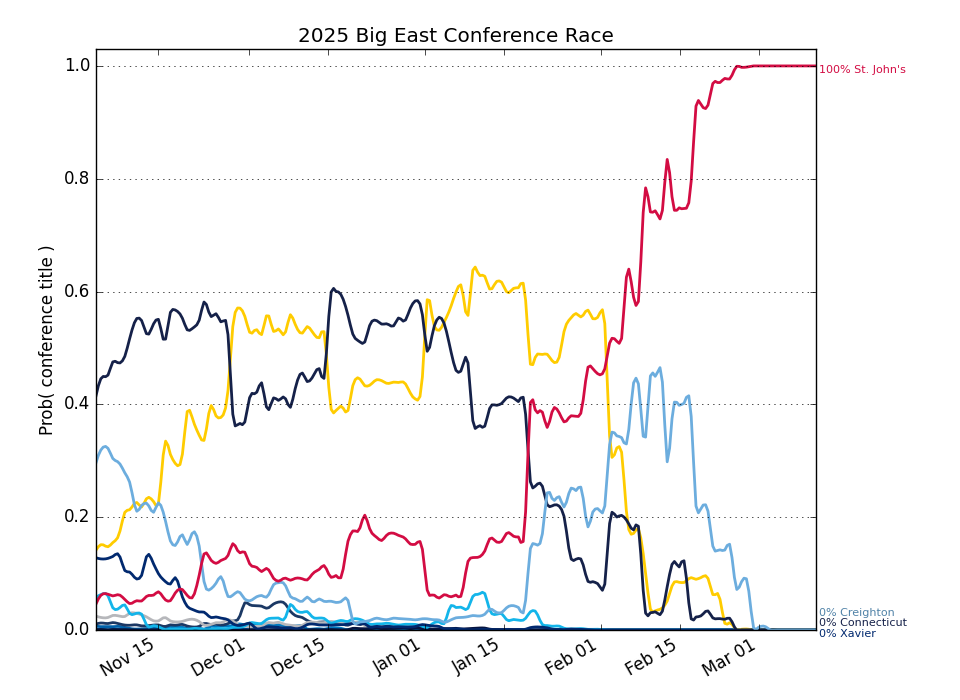 2025 Big East Conference Race
Prob( conference title )
1.0
0.8
0.6
0.4
0.2
0.0
100% St. John's
0% Creighton
0% Connecticut
0% Xavier
Nov 15
Dec 01
Dec 15
Jan 01
Jan 15
Feb 01
Feb 15
Mar 01